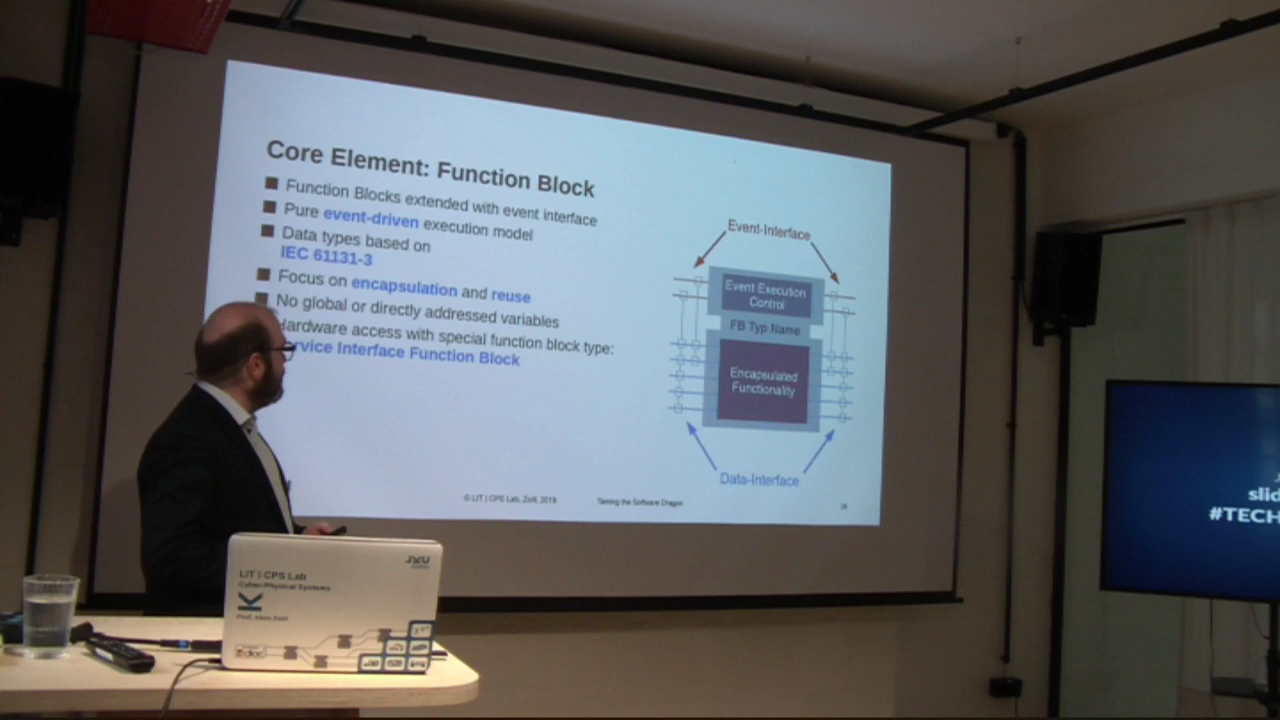 Core Element: Function Block
Function Blocks extended with event interface
Pure event-driven execution model
Data types based on
IEC 61131-3
Focus on encapsulation and reuse
No global or directly addressed variables
Hardware access with special function block type:
rvice Interface Function Block
Event-Interface
Event Execution
Control
FB Typ Name
Encapsulated
Functionality
Data-Interface
© LIT | CPS Lab, Zoitl, 2019
Taming the Software Dragon
LIT | CPS Lab
Cyber-Physical Systems
JKU
K
slid
#TECH